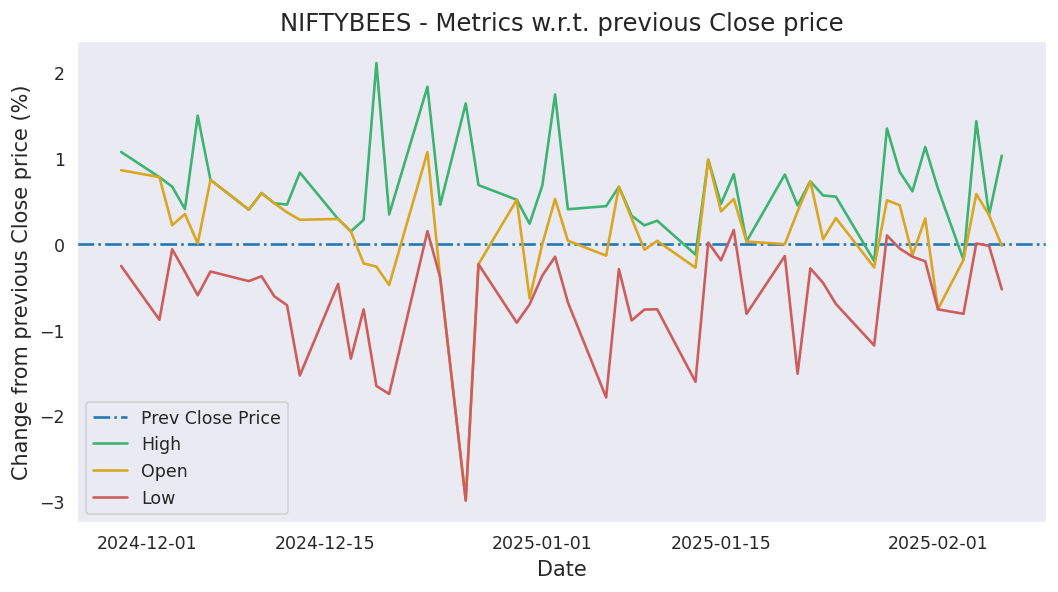 NIFTYBEES - Metrics w.r.t. previous Close price
Change from previous Close price (%)
2
1
0
−1
−2
−3
Prev Close Price
High
Open
Low
2024-12-01
2024-12-15
2025-01-01
2025-01-15
2025-02-01
Date